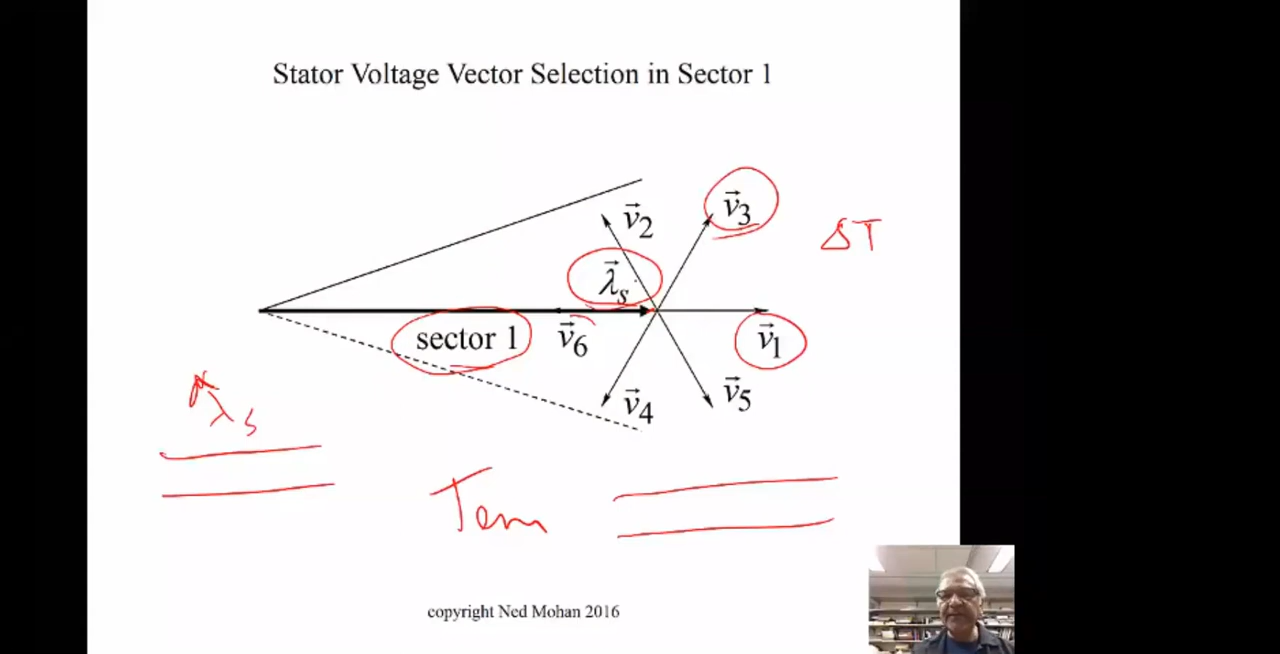 Stator Voltage Vector Selection in Sector 1
v⃗2
v⃗3
ΔT
λ⃗s
sector 1
v⃗6
v⃗1
v⃗4
v⃗5
λs
Tem
copyright Ned Mohan 2016